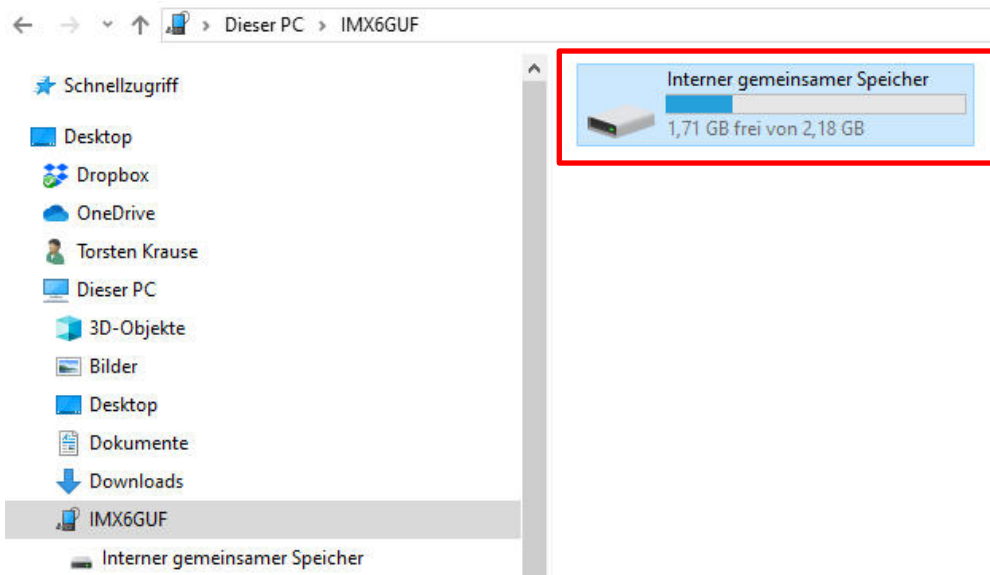 Dieser PC > IMX6GUF
Schnellzugriff
Desktop
Dropbox
OneDrive
Torsten Krause
Dieser PC
3D-Objekte
Bilder
Desktop
Dokumente
Downloads
IMX6GUF
Interner gemeinsamer Speicher
Interner gemeinsamer Speicher
1,71 GB frei von 2,18 GB